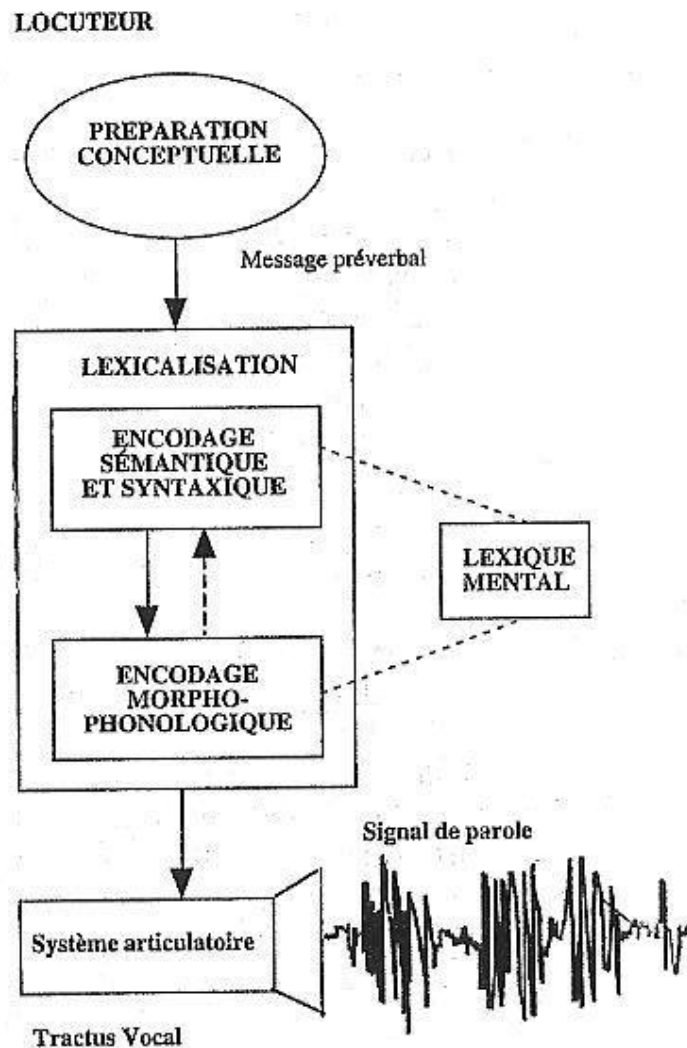 LOCUTEUR
PREPARATION
CONCEPTUELLE
Message préverbal
LEXICALISATION
ENCODAGE
SÉMANTIQUE
ET SYNTAXIQUE
LEXIQUE
MENTAL
ENCODAGE
MORPHO-
PHONOLOGIQUE
Signal de parole
Système articulatoire
Tractus Vocal